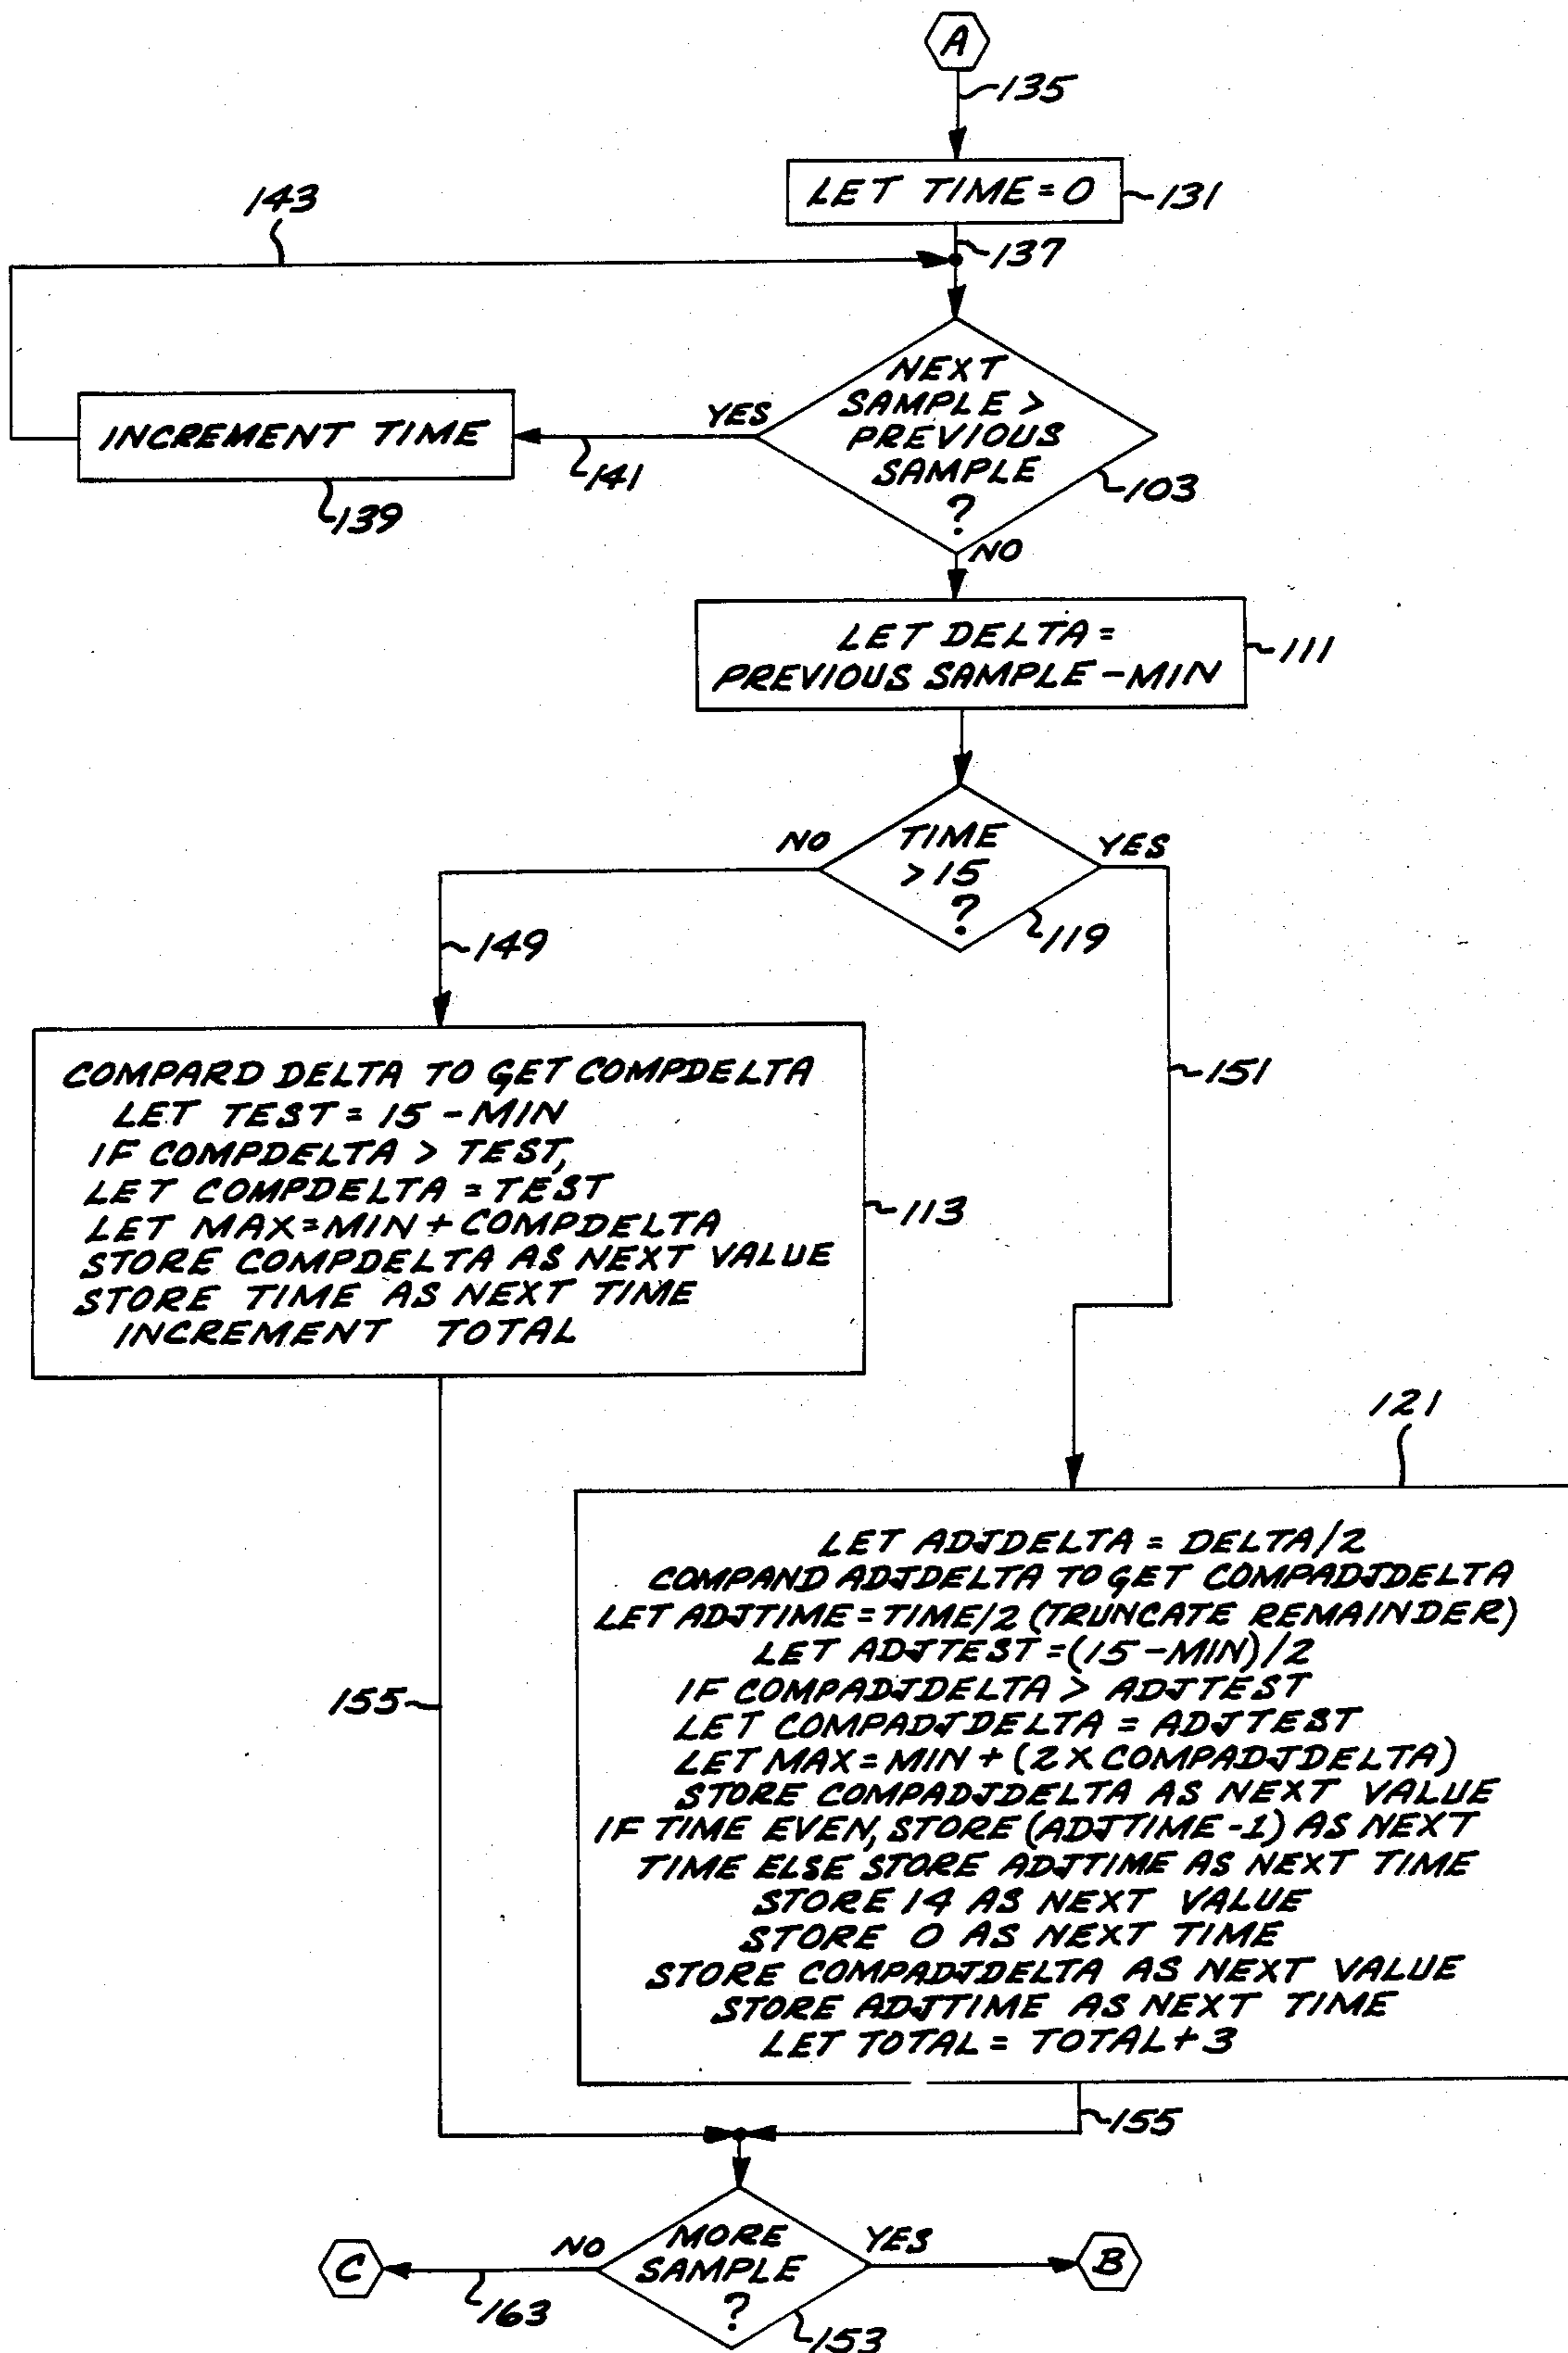 A
135
LET TIME=0
131
143
137
NEXT
SAMPLE >
PREVIOUS
SAMPLE
?
YES
INCREMENT TIME
141
103
139
NO
LET DELTA =
PREVIOUS SAMPLE-MIN
111
NO
TIME
>15
?
YES
119
149
151
COMPARD DELTA TO GET COMPDELTA
LET TEST = 15 - MIN
IF COMPDELTA > TEST,
LET COMPDELTA = TEST
LET MAX=MIN + COMPDELTA
STORE COMPDELTA AS NEXT VALUE
STORE TIME AS NEXT TIME
INCREMENT TOTAL
113
121
LET ADJDELTA = DELTA/2
COMPAND ADJDELTA TO GET COMPADJDELTA
LET ADJTIME=TIME/2 (TRUNCATE REMAINDER)
LET ADJTEST=(15-MIN)/2
IF COMPADJDELTA > ADJTEST
LET COMPADJDELTA = ADJTEST
LET MAX=MIN + (2 X COMPADJDELTA)
STORE COMPADJDELTA AS NEXT VALUE
IF TIME EVEN, STORE (ADJTIME-1) AS NEXT
TIME ELSE STORE ADJTIME AS NEXT TIME
STORE 14 AS NEXT VALUE
STORE 0 AS NEXT TIME
STORE COMPADJDELTA AS NEXT VALUE
STORE ADJTIME AS NEXT TIME
LET TOTAL = TOTAL+3
155
155
NO
MORE
SAMPLE
?
YES
C
B
163
153